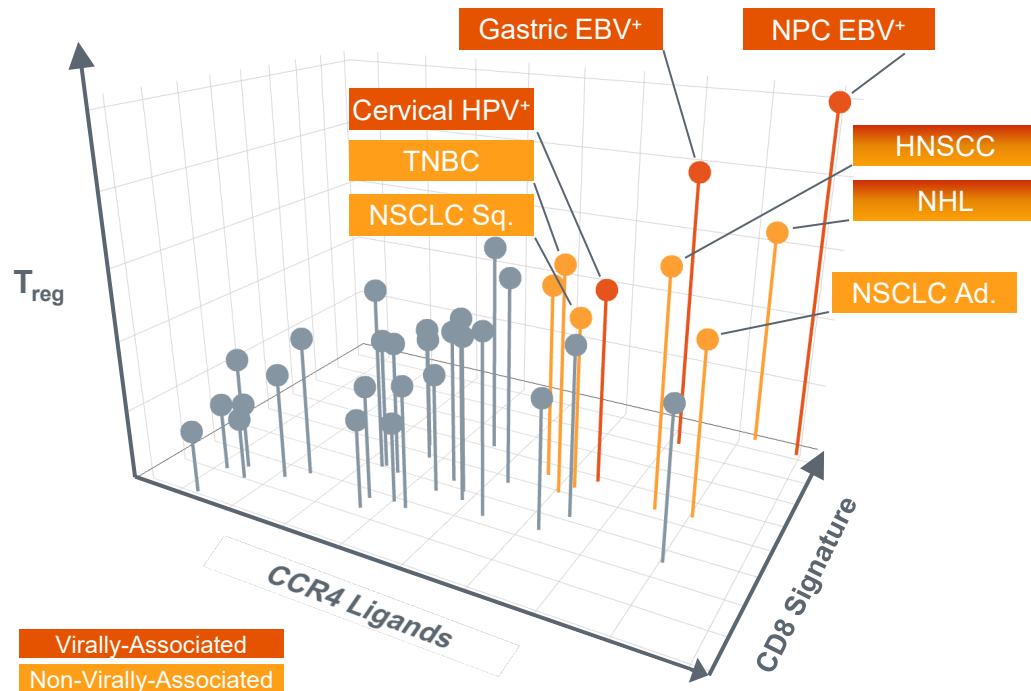 Gastric EBV⁺
NPC EBV⁺
Cervical HPV⁺
TNBC
HNSCC
NSCLC Sq.
NHL
NSCLC Ad.
Treg
CCR4 Ligands
CD8 Signature
Virally-Associated
Non-Virally-Associated